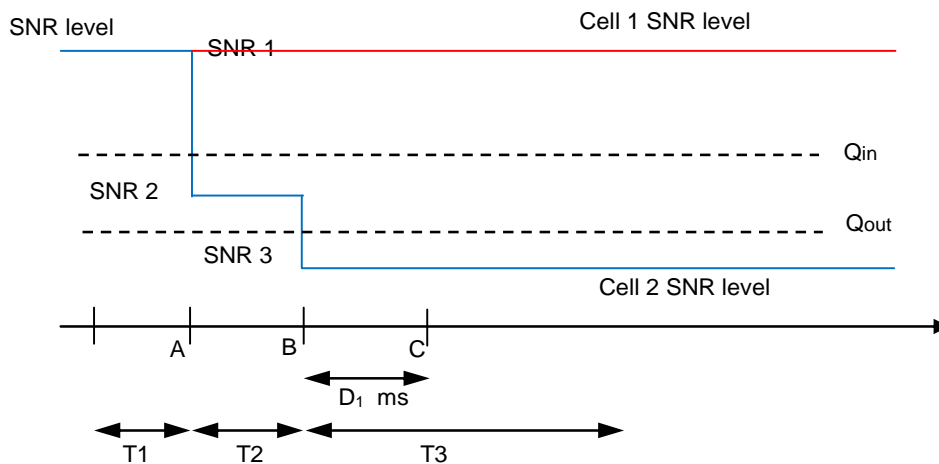 SNR level
Cell 1 SNR level
SNR 1
Qin
SNR 2
Qout
SNR 3
Cell 2 SNR level
A
B
C
D1 ms
T1
T2
T3